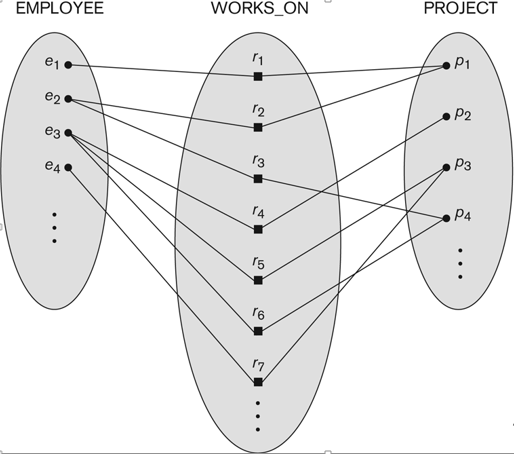 EMPLOYEE
WORKS_ON
PROJECT
e1
e2
e3
e4
r1
r2
r3
r4
r5
r6
r7
p1
p2
p3
p4